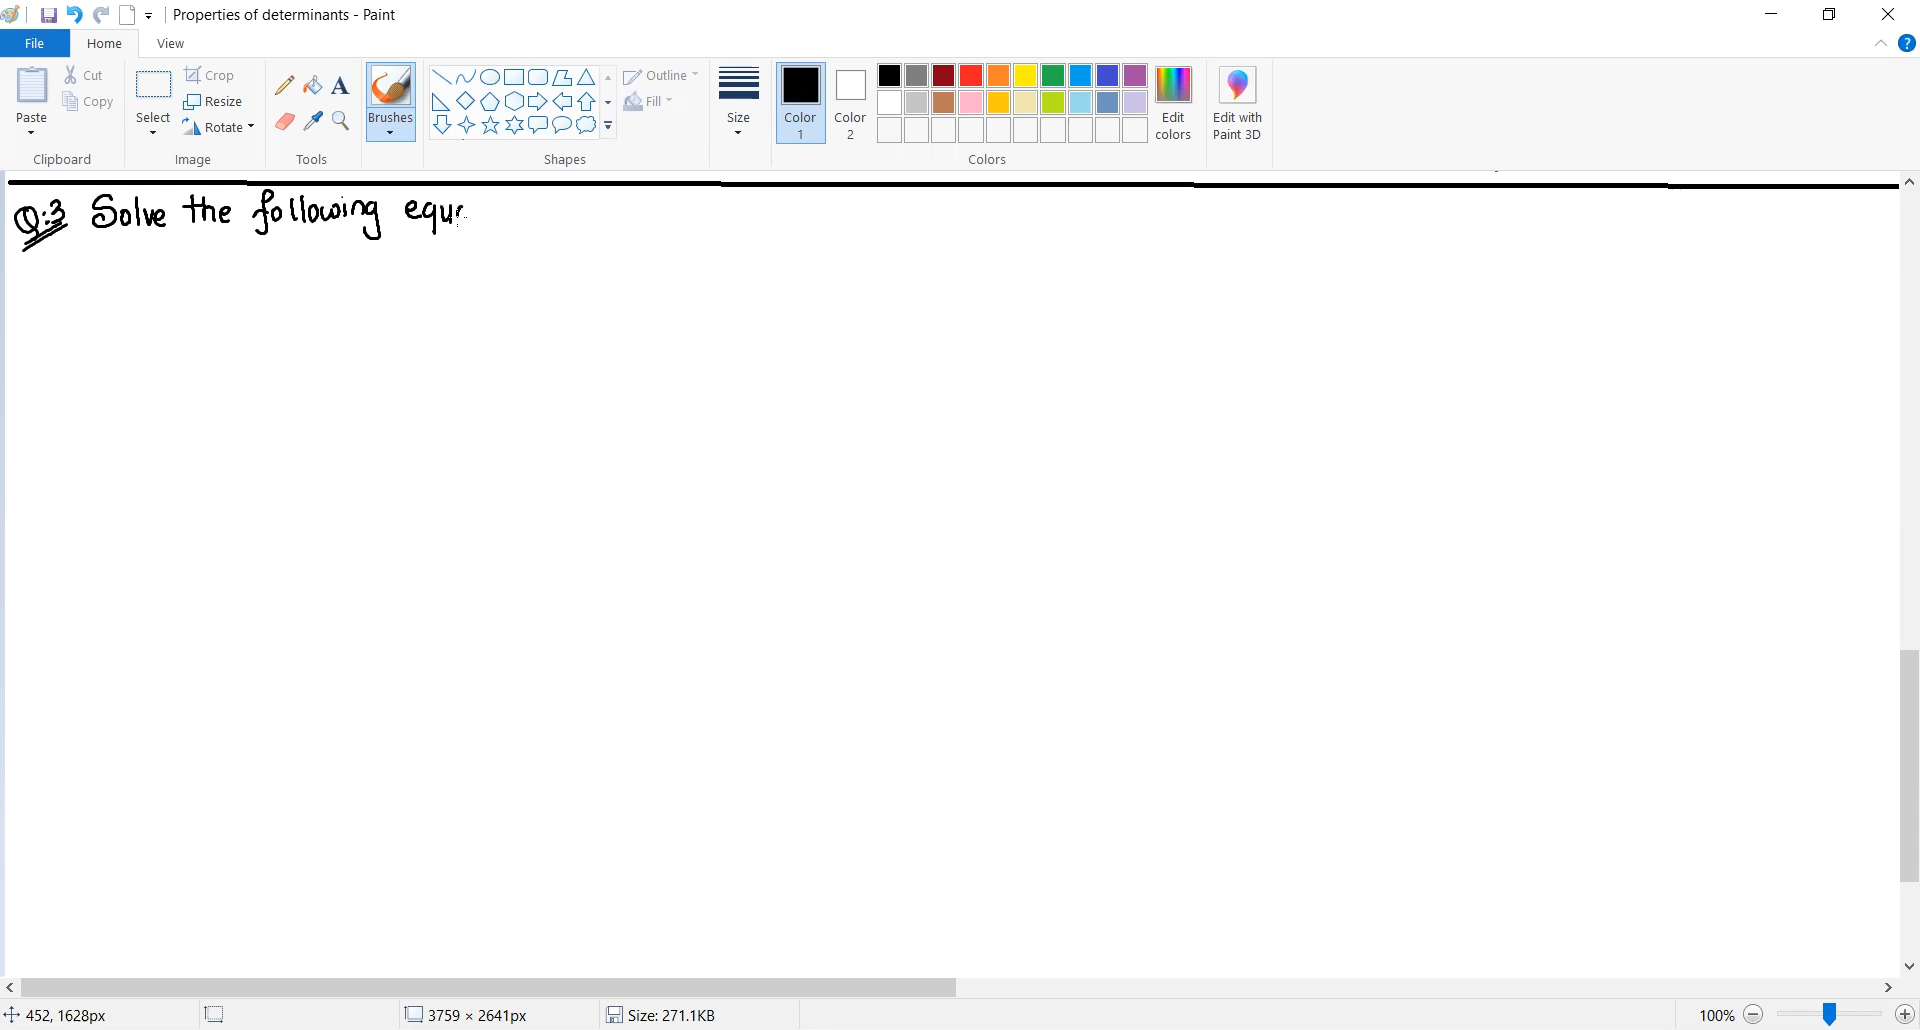 Properties of determinants - Paint
File Home View
Paste Cut Copy Select Crop Resize Rotate Brushes Outline Fill Size Color 1 Color 2 Edit colors Edit with Paint 3D
Clipboard Image Tools Shapes Colors
Q:3 Solve the following equa
452, 1628px 3759 × 2641px Size: 271.1KB 100%